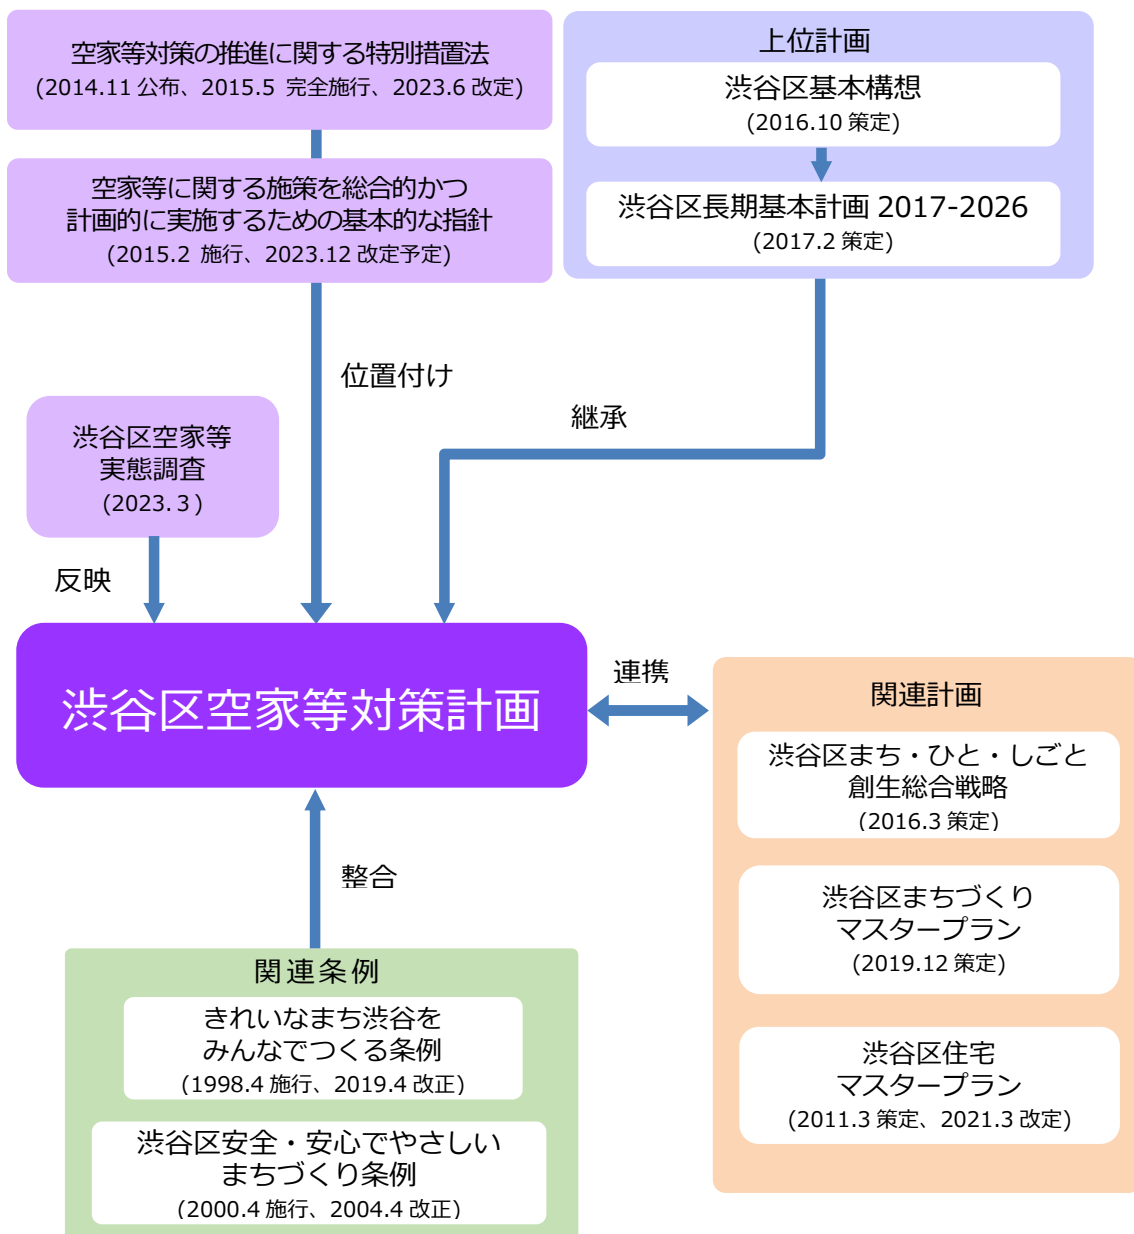 空家等対策の推進に関する特別措置法
(2014.11 公布、2015.5 完全施行、2023.6 改定)
空家等に関する施策を総合的かつ
計画的に実施するための基本的な指針
(2015.2 施行、2023.12 改定予定)
上位計画
渋谷区基本構想
(2016.10 策定)
渋谷区長期基本計画 2017-2026
(2017.2 策定)
位置付け
継承
渋谷区空家等
実態調査
(2023.3)
反映
渋谷区空家等対策計画
連携
関連計画
渋谷区まち・ひと・しごと
創生総合戦略
(2016.3 策定)
渋谷区まちづくり
マスタープラン
(2019.12 策定)
渋谷区住宅
マスタープラン
(2011.3 策定、2021.3 改定)
整合
関連条例
きれいなまち渋谷を
みんなでつくる条例
(1998.4 施行、2019.4 改正)
渋谷区安全・安心でやさしい
まちづくり条例
(2000.4 施行、2004.4 改正)